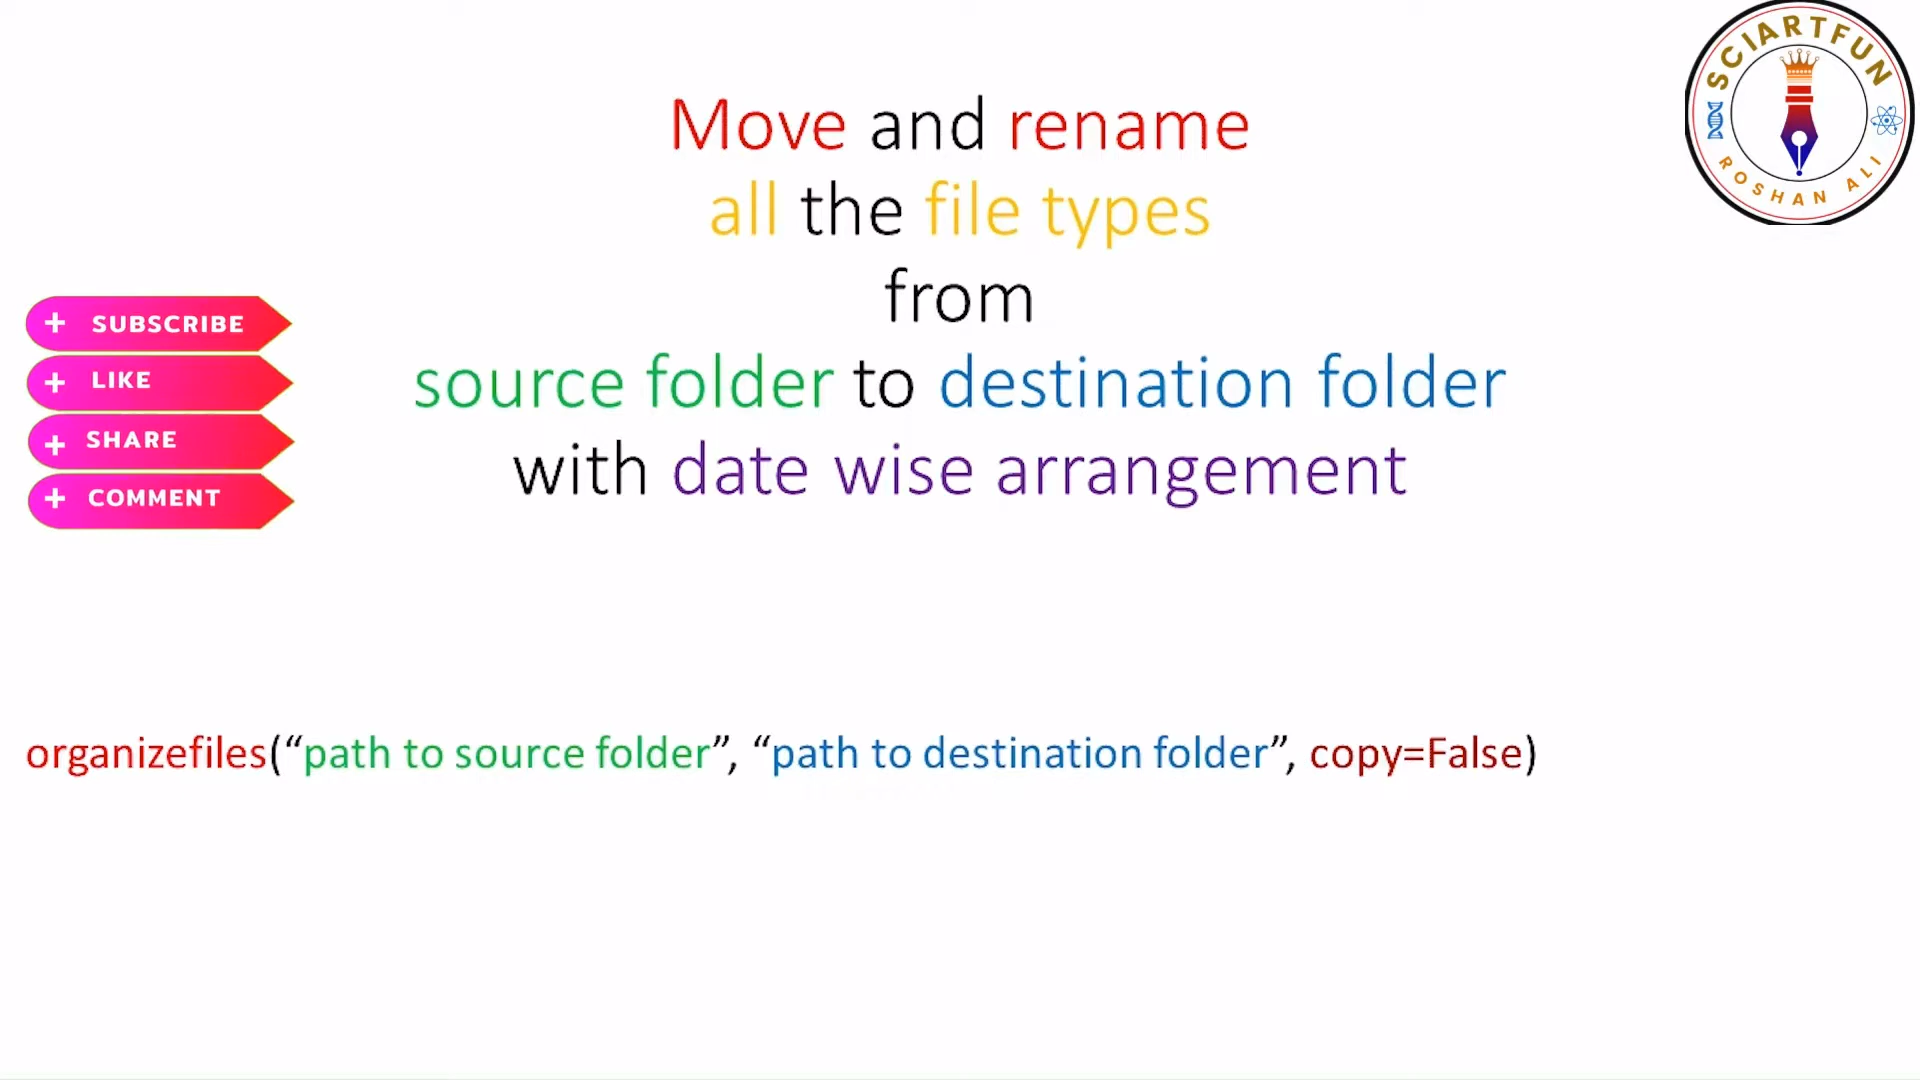 Move and rename
all the file types
from
source folder to destination folder
with date wise arrangement
+ SUBSCRIBE
+ LIKE
+ SHARE
+ COMMENT
organizefiles(“path to source folder”, “path to destination folder”, copy=False)
SCIARTFUN
ROSHAN ALI